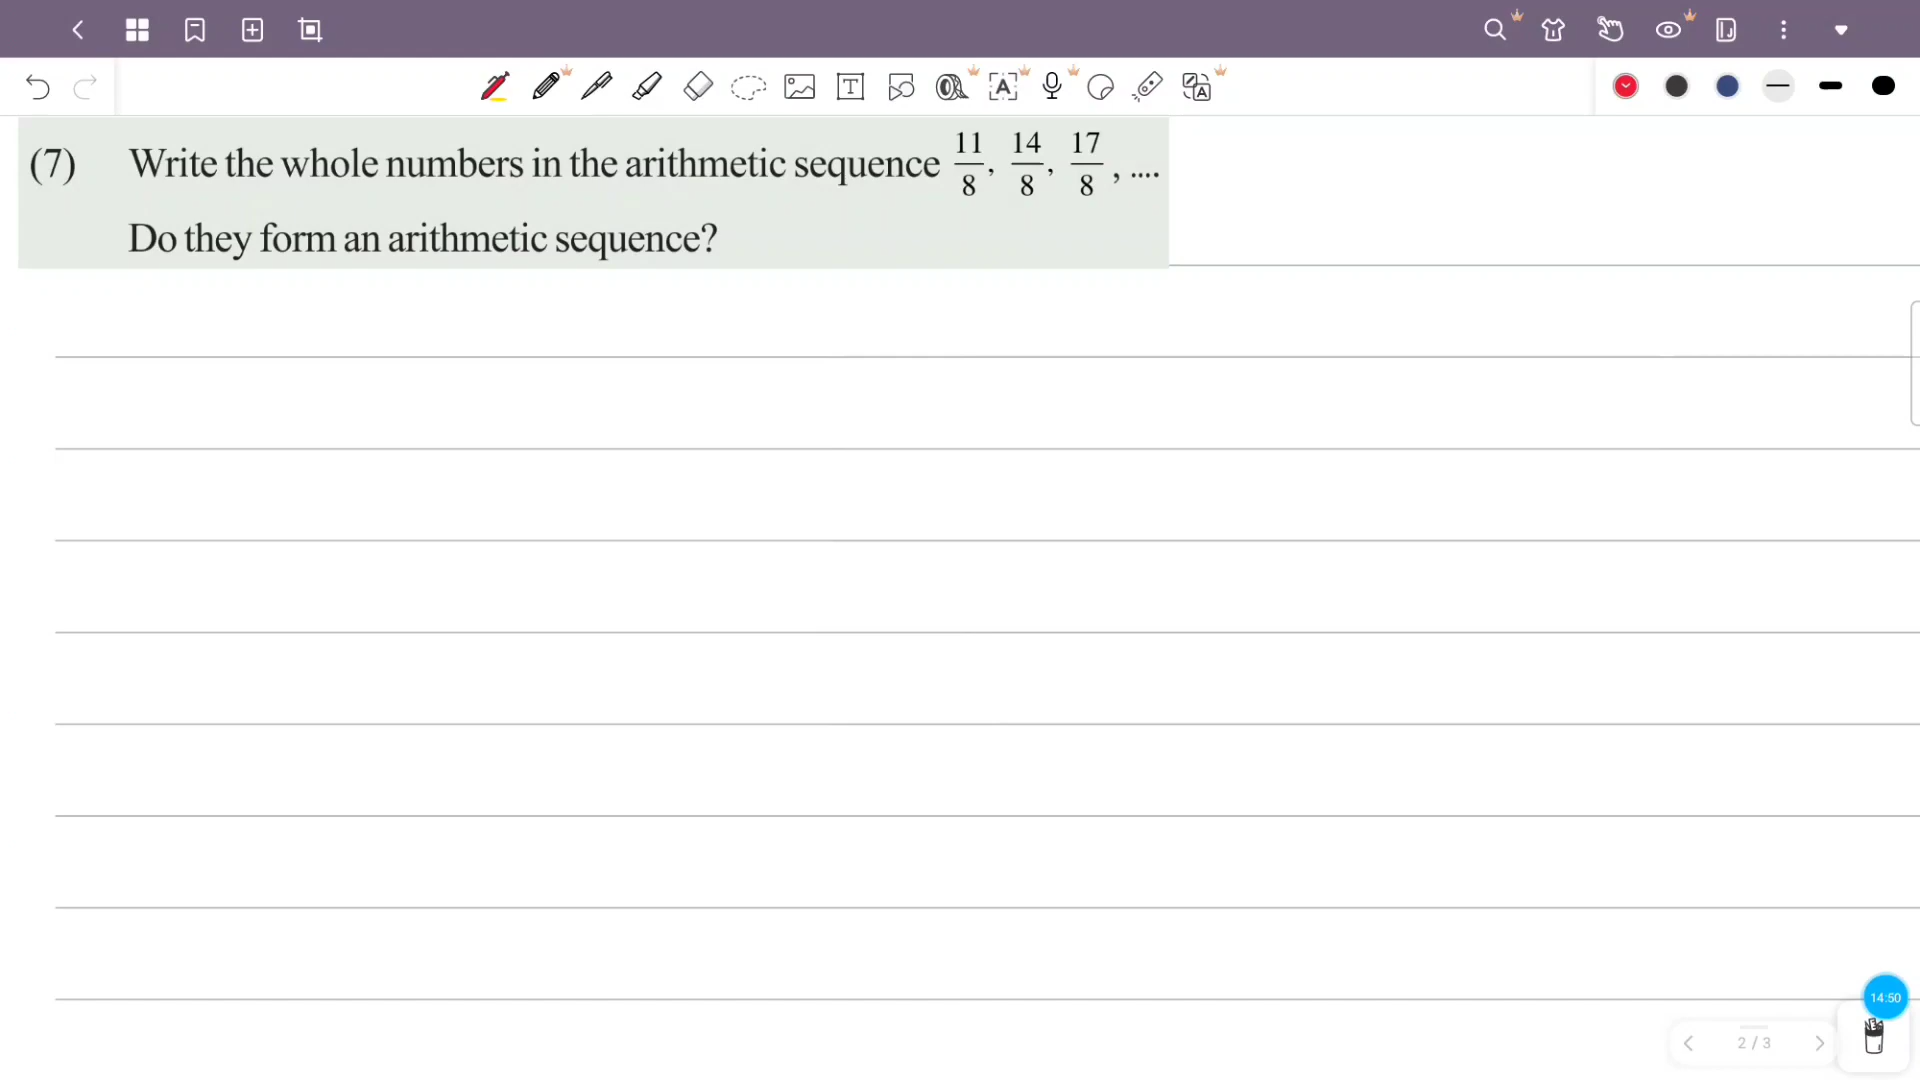 (7) Write the whole numbers in the arithmetic sequence 11/8, 14/8, 17/8, ....
Do they form an arithmetic sequence?
14:50
2 / 3